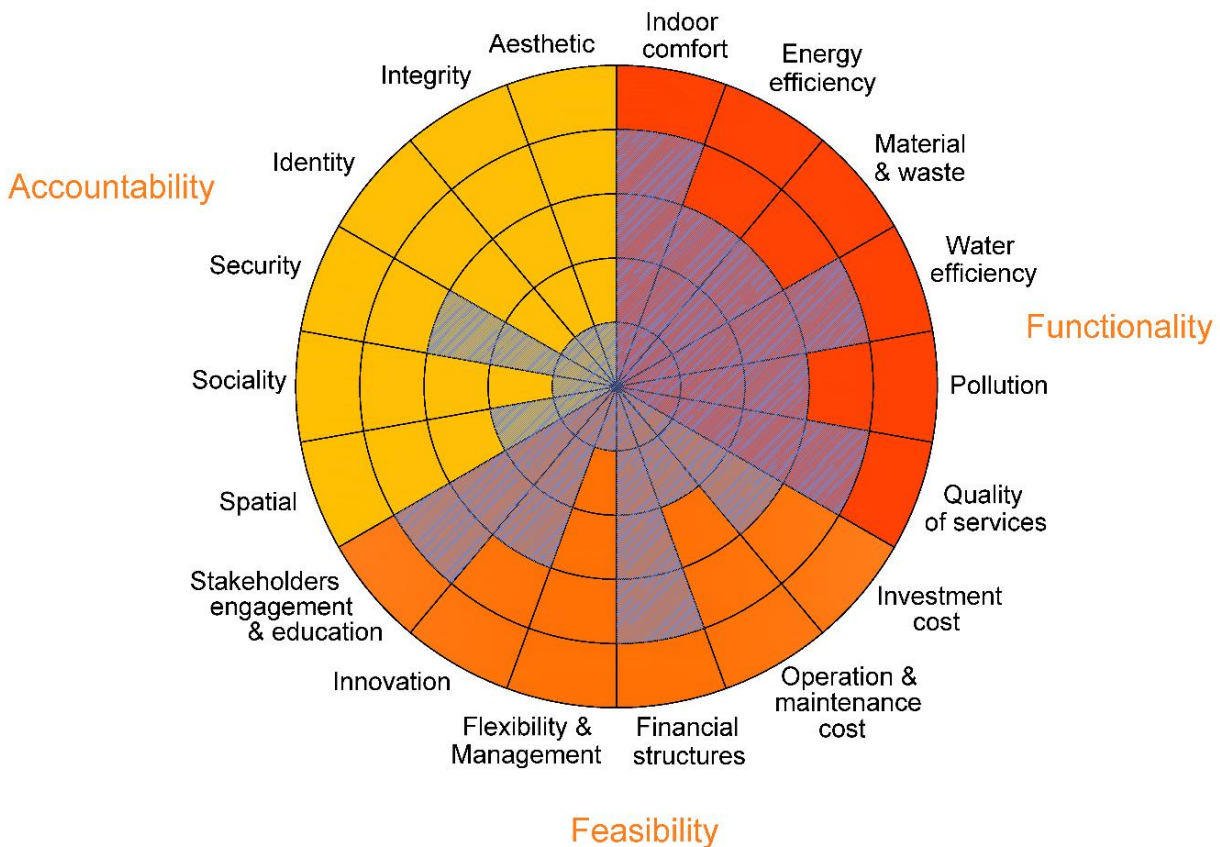 Aesthetic
Indoor
comfort
Energy
efficiency
Integrity
Material
& waste
Identity
Accountability
Water
efficiency
Security
Functionality
Sociality
Pollution
Spatial
Quality
of services
Stakeholders
engagement
& education
Investment
cost
Innovation
Operation &
maintenance
cost
Flexibility &
Management
Financial
structures
Feasibility